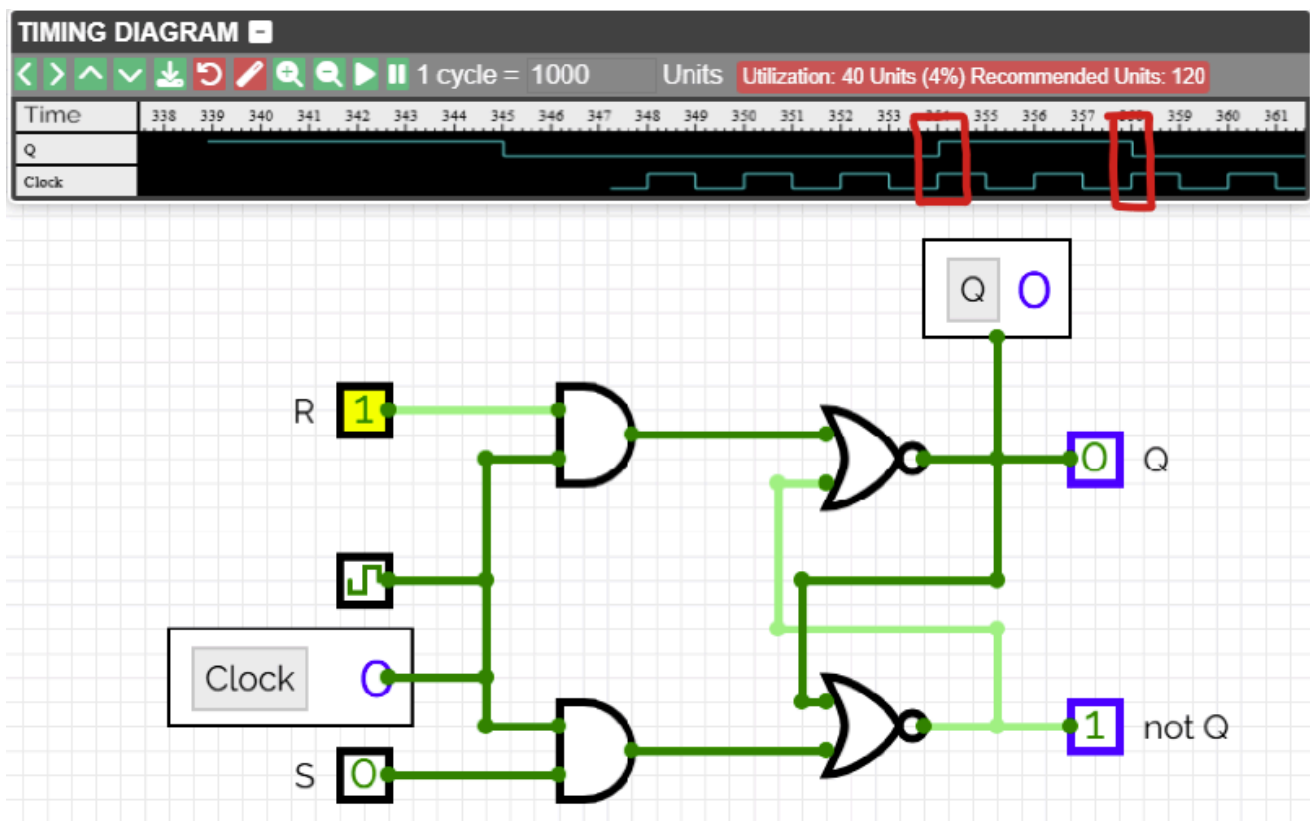 TIMING DIAGRAM
1 cycle = 1000 Units Utilization: 40 Units (4%) Recommended Units: 120
Time 338 339 340 341 342 343 344 345 346 347 348 349 350 351 352 353 354 355 356 357 358 359 360 361
Q
Clock
Q 0
R 1
0 Q
Clock 0
1 not Q
S 0